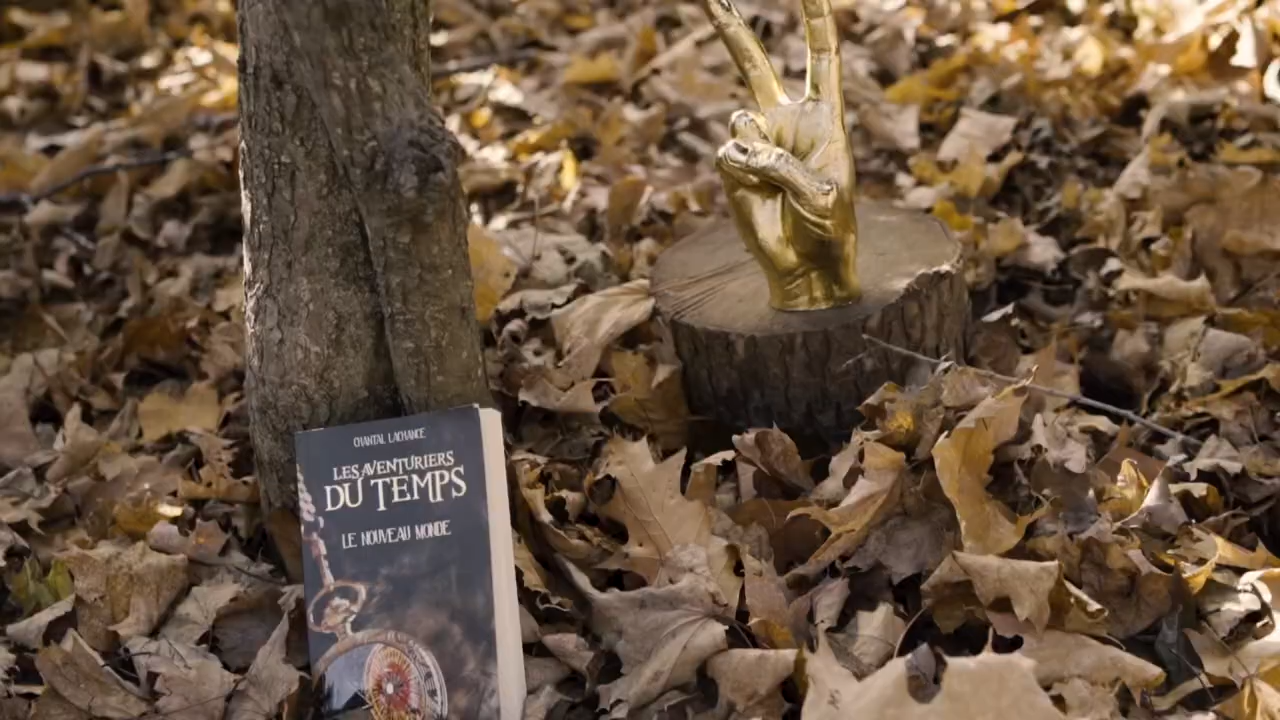 CHANTAL LACHANCE
LES AVENTURIERS
DU TEMPS
LE NOUVEAU MONDE